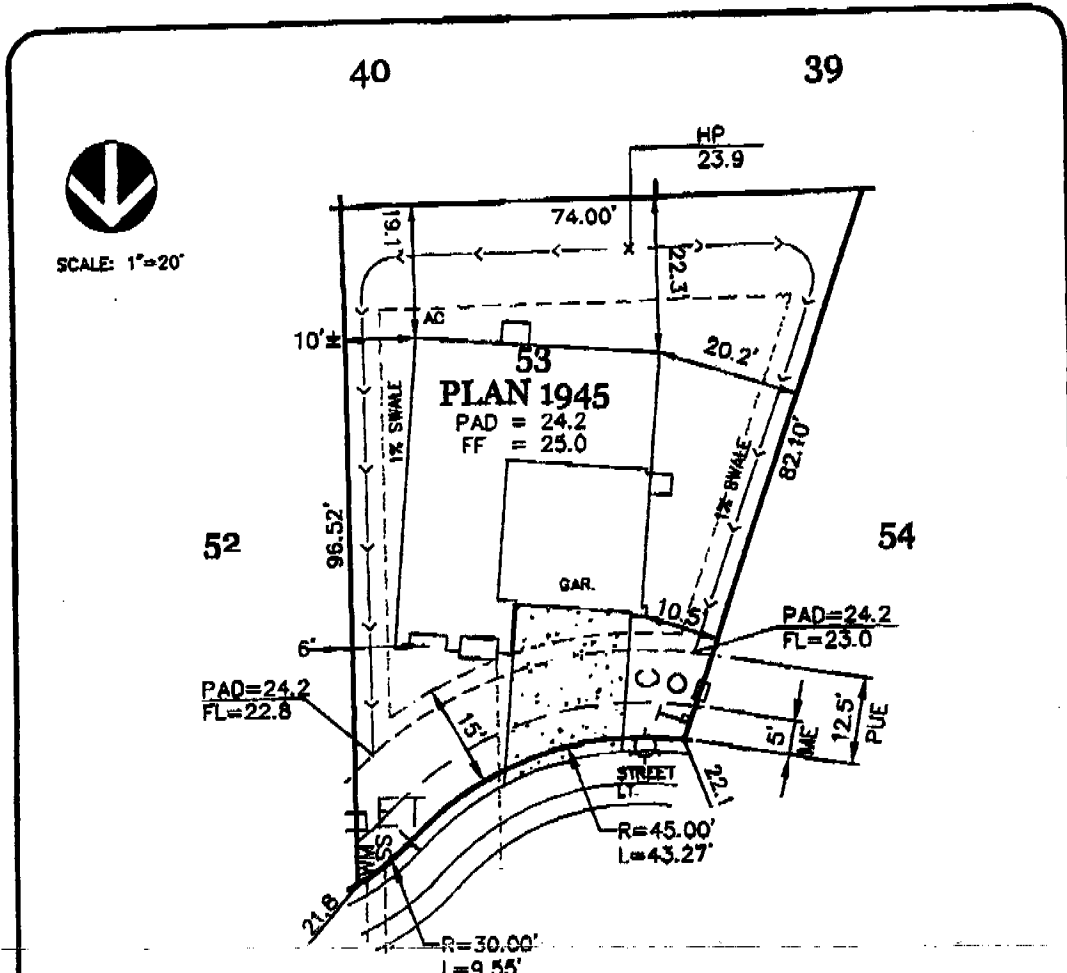 40
39
HP
23.9
SCALE: 1"=20'
19.1'
74.00'
22.3'
AC
10'±
20.2'
53
PLAN 1945
PAD = 24.2
FF = 25.0
1% SWALE
1% SWALE
82.10'
96.52'
52
54
GAR.
10.5'
PAD=24.2
FL=23.0
6'
PAD=24.2
FL=22.8
15'
12.5'
PUE
5'
STREET
LT.
22.1
R=45.00'
L=43.27'
WM
SS
21.8
R=30.00'
L=9.55'